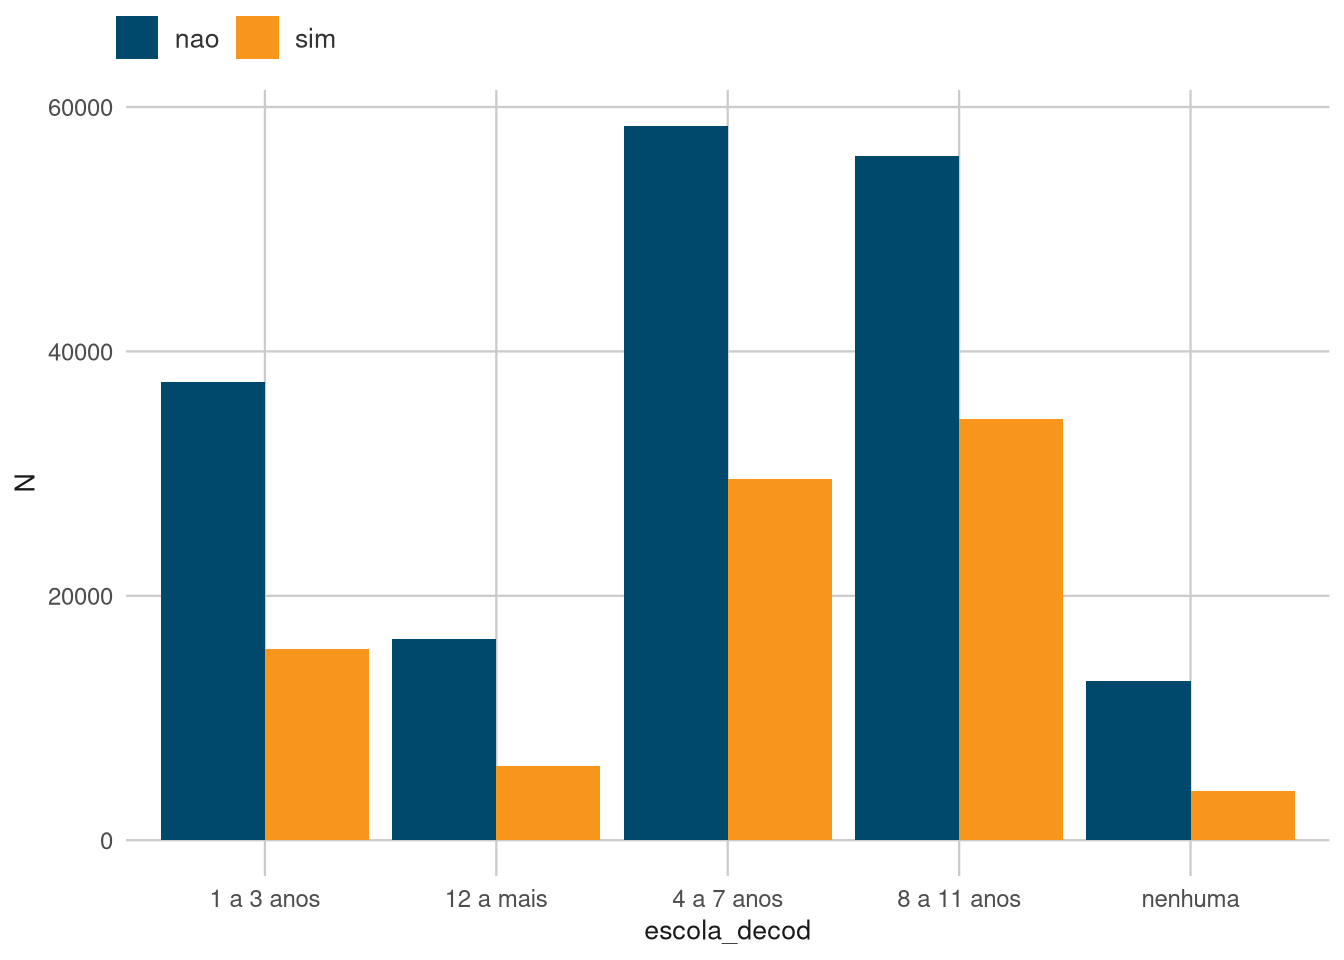 nao sim
60000
40000
20000
0
N
1 a 3 anos 12 a mais 4 a 7 anos 8 a 11 anos nenhuma
escola_decod